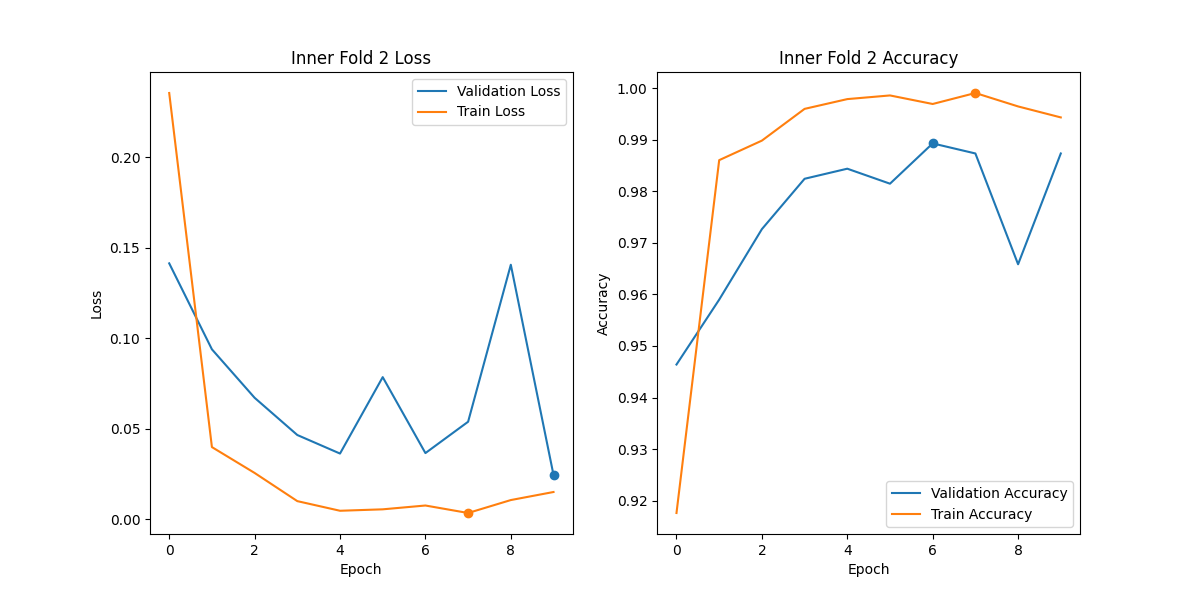 Inner Fold 2 Loss
Validation Loss
Train Loss
0.20
0.15
0.10
0.05
0.00
Loss
0 2 4 6 8
Epoch
Inner Fold 2 Accuracy
1.00
0.99
0.98
0.97
0.96
0.95
0.94
0.93
0.92
Accuracy
Validation Accuracy
Train Accuracy
0 2 4 6 8
Epoch